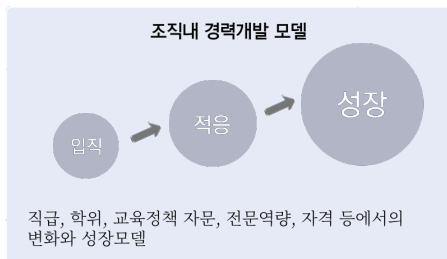 조직내 경력개발 모델
입직
적응
성장
직급, 학위, 교육정책 자문, 전문역량, 자격 등에서의
변화와 성장모델